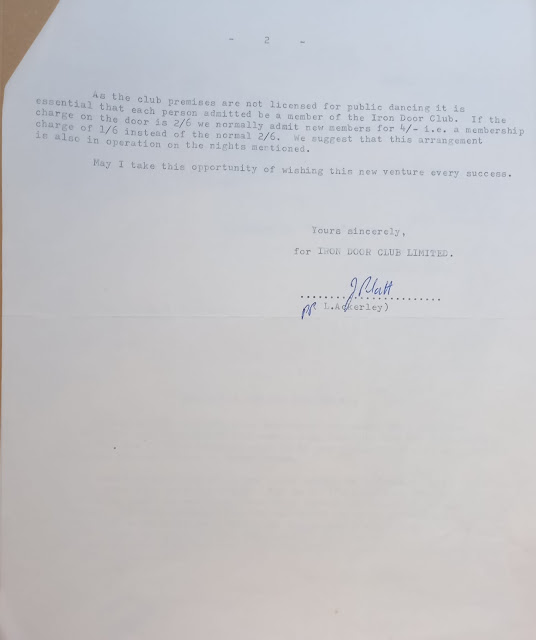 - 2 -
As the club premises are not licensed for public dancing it is
essential that each person admitted be a member of the Iron Door Club. If the
charge on the door is 2/6 we normally admit new members for 4/- i.e. a membership
charge of 1/6 instead of the normal 2/6. We suggest that this arrangement
is also in operation on the nights mentioned.
May I take this opportunity of wishing this new venture every success.
Yours sincerely,
for IRON DOOR CLUB LIMITED.
J Platt
pp L.Ackerley)